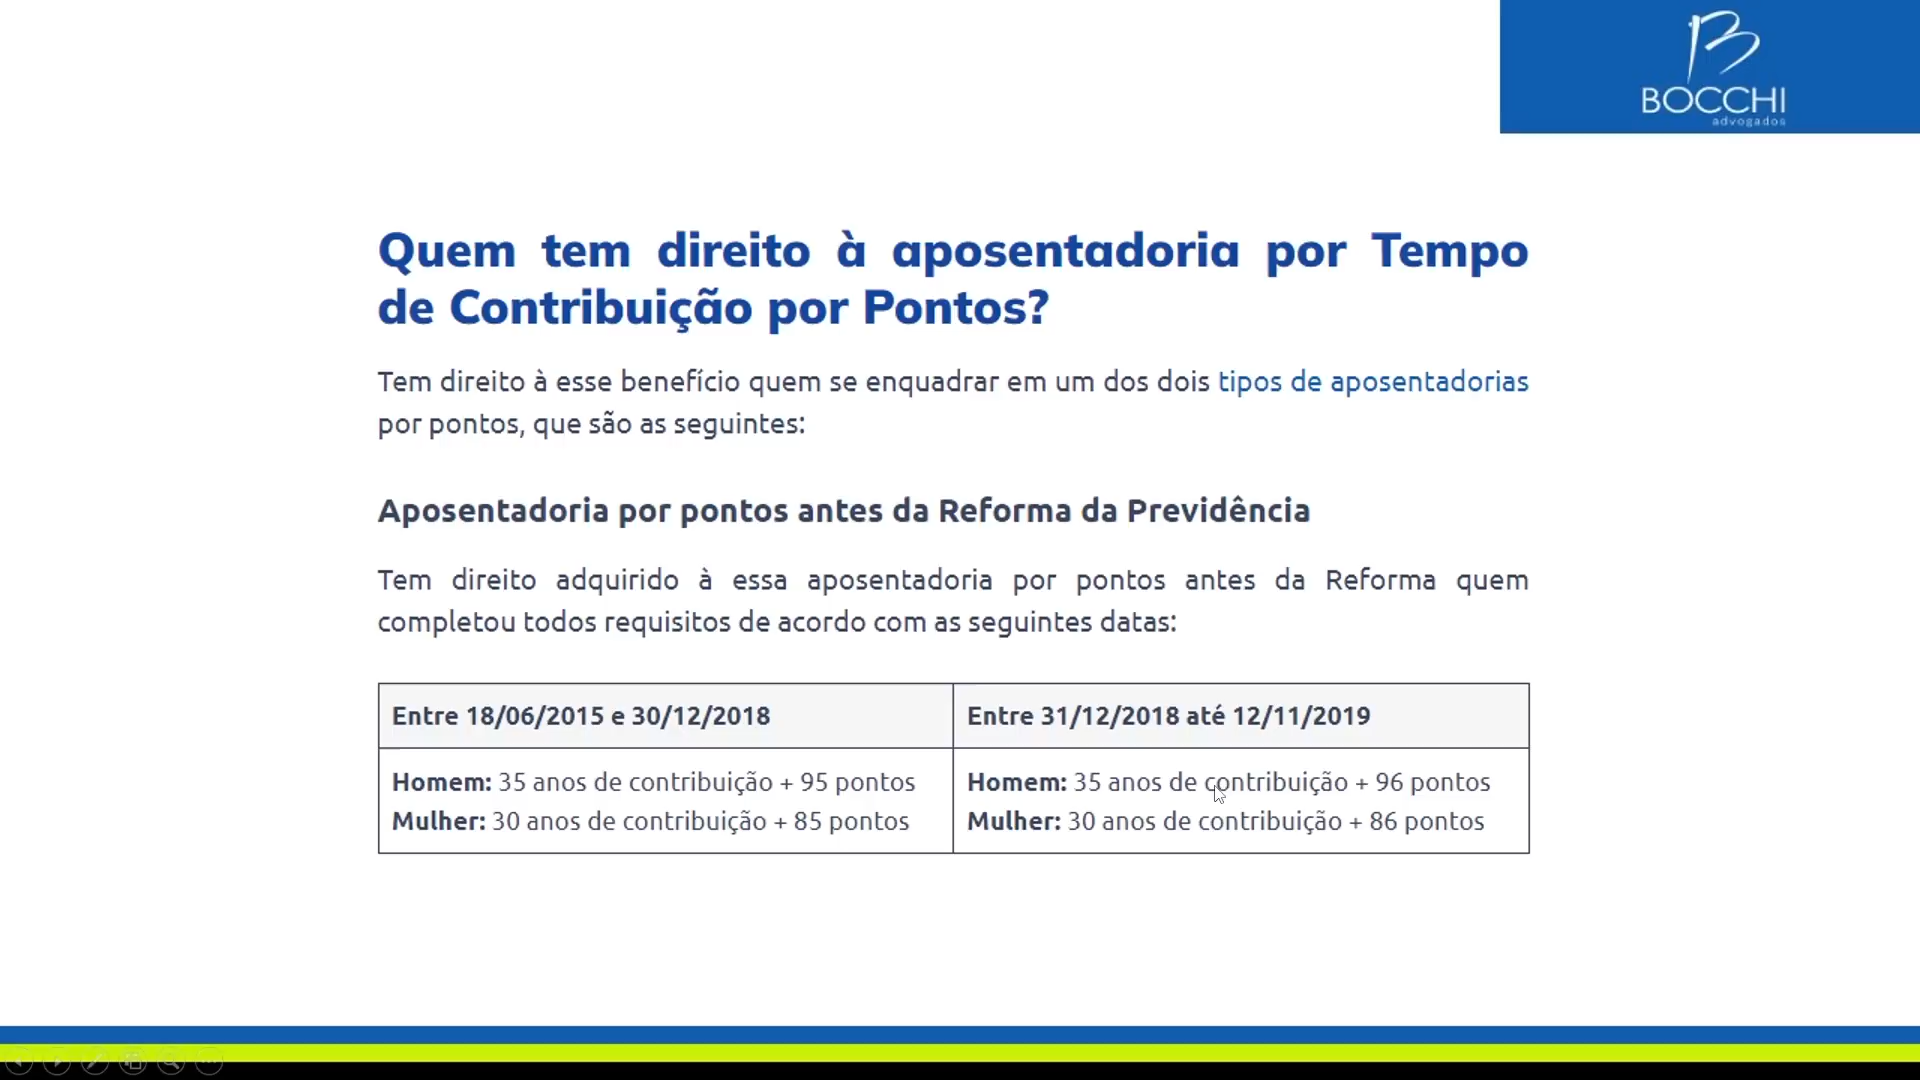 BOCCHI
advogados
Quem tem direito à aposentadoria por Tempo
de Contribuição por Pontos?
Tem direito à esse benefício quem se enquadrar em um dos dois tipos de aposentadorias
por pontos, que são as seguintes:
Aposentadoria por pontos antes da Reforma da Previdência
Tem direito adquirido à essa aposentadoria por pontos antes da Reforma quem
completou todos requisitos de acordo com as seguintes datas:
Entre 18/06/2015 e 30/12/2018
Entre 31/12/2018 até 12/11/2019
Homem: 35 anos de contribuição + 95 pontos
Mulher: 30 anos de contribuição + 85 pontos
Homem: 35 anos de contribuição + 96 pontos
Mulher: 30 anos de contribuição + 86 pontos